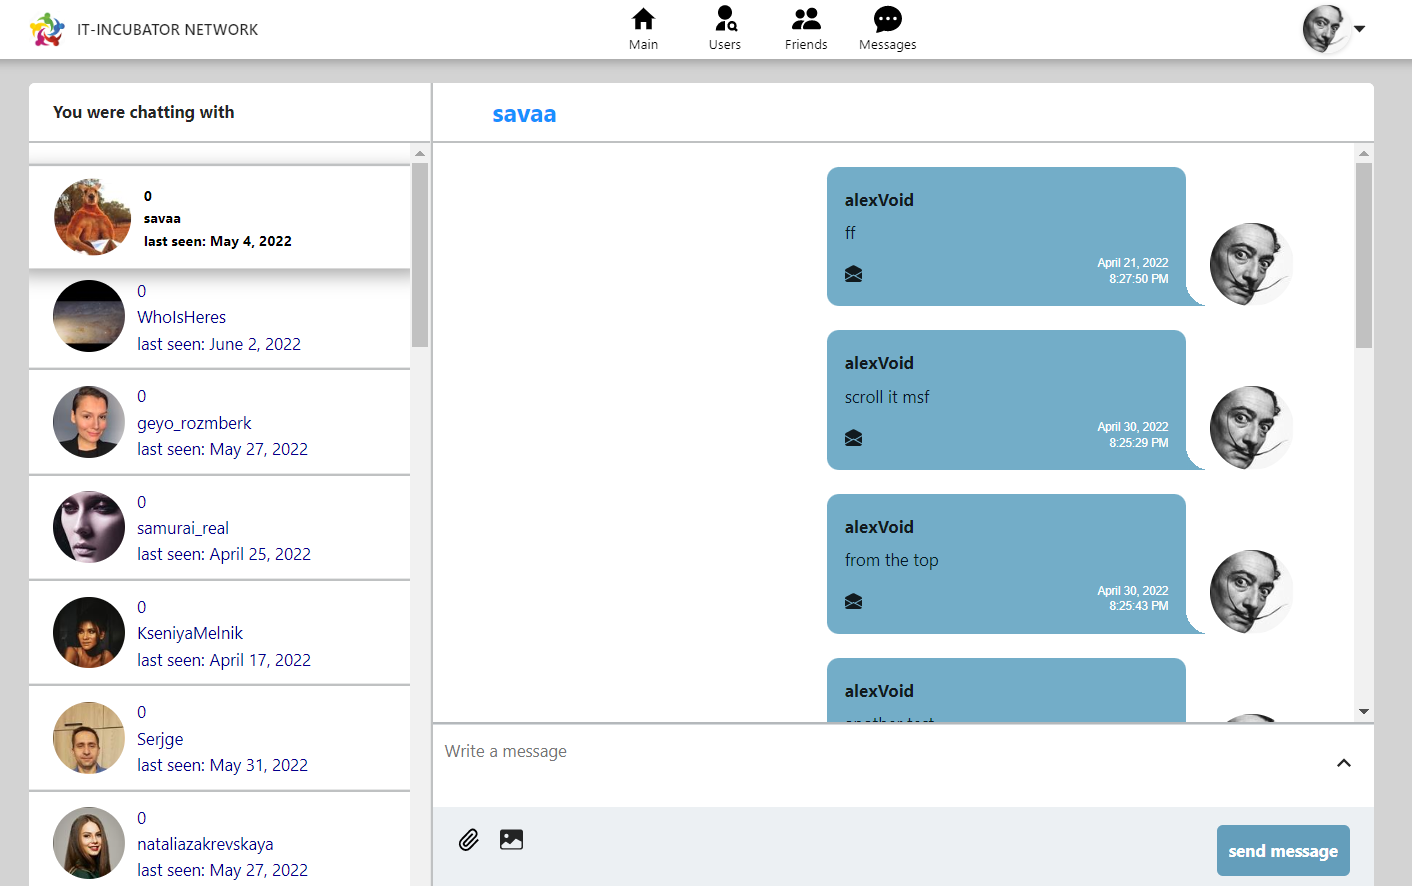 IT-INCUBATOR NETWORK
Main
Users
Friends
Messages
You were chatting with
0
savaa
last seen: May 4, 2022
0
WhoIsHeres
last seen: June 2, 2022
0
geyo_rozmberk
last seen: May 27, 2022
0
samurai_real
last seen: April 25, 2022
0
KseniyaMelnik
last seen: April 17, 2022
0
Serjge
last seen: May 31, 2022
0
nataliazakrevskaya
last seen: May 27, 2022
savaa
alexVoid
ff
April 21, 2022
8:27:50 PM
alexVoid
scroll it msf
April 30, 2022
8:25:29 PM
alexVoid
from the top
April 30, 2022
8:25:43 PM
alexVoid
another test
Write a message
send message